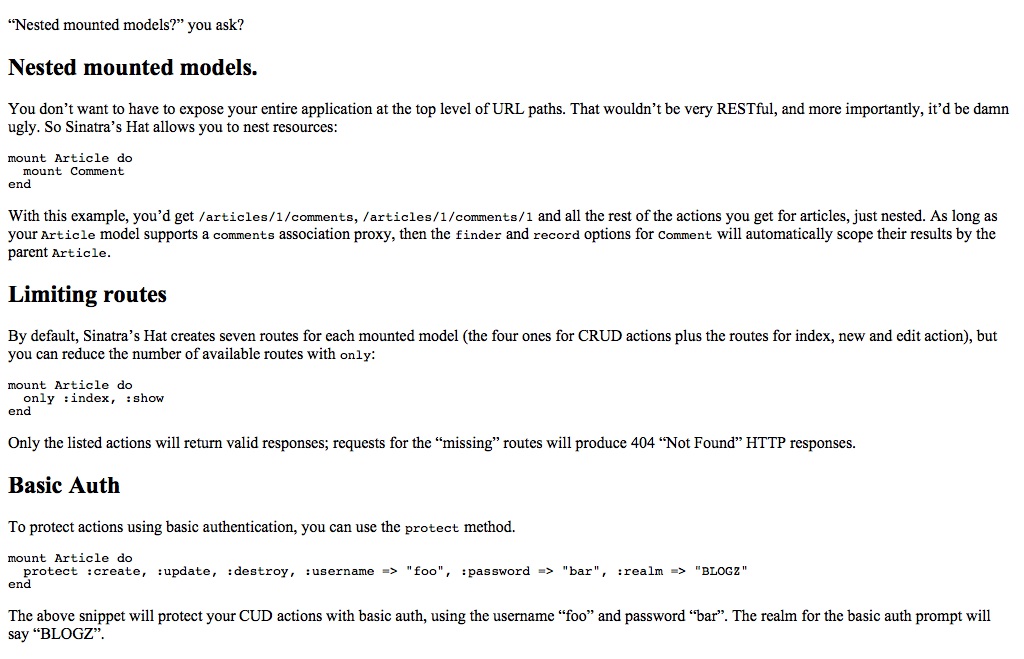 “Nested mounted models?” you ask?
Nested mounted models.
You don’t want to have to expose your entire application at the top level of URL paths. That wouldn’t be very RESTful, and more importantly, it’d be damn
ugly. So Sinatra’s Hat allows you to nest resources:
mount Article do
  mount Comment
end
With this example, you’d get /articles/1/comments, /articles/1/comments/1 and all the rest of the actions you get for articles, just nested. As long as
your Article model supports a comments association proxy, then the finder and record options for Comment will automatically scope their results by the
parent Article.
Limiting routes
By default, Sinatra’s Hat creates seven routes for each mounted model (the four ones for CRUD actions plus the routes for index, new and edit action), but
you can reduce the number of available routes with only:
mount Article do
  only :index, :show
end
Only the listed actions will return valid responses; requests for the “missing” routes will produce 404 “Not Found” HTTP responses.
Basic Auth
To protect actions using basic authentication, you can use the protect method.
mount Article do
  protect :create, :update, :destroy, :username => "foo", :password => "bar", :realm => "BLOGZ"
end
The above snippet will protect your CUD actions with basic auth, using the username “foo” and password “bar”. The realm for the basic auth prompt will
say “BLOGZ”.